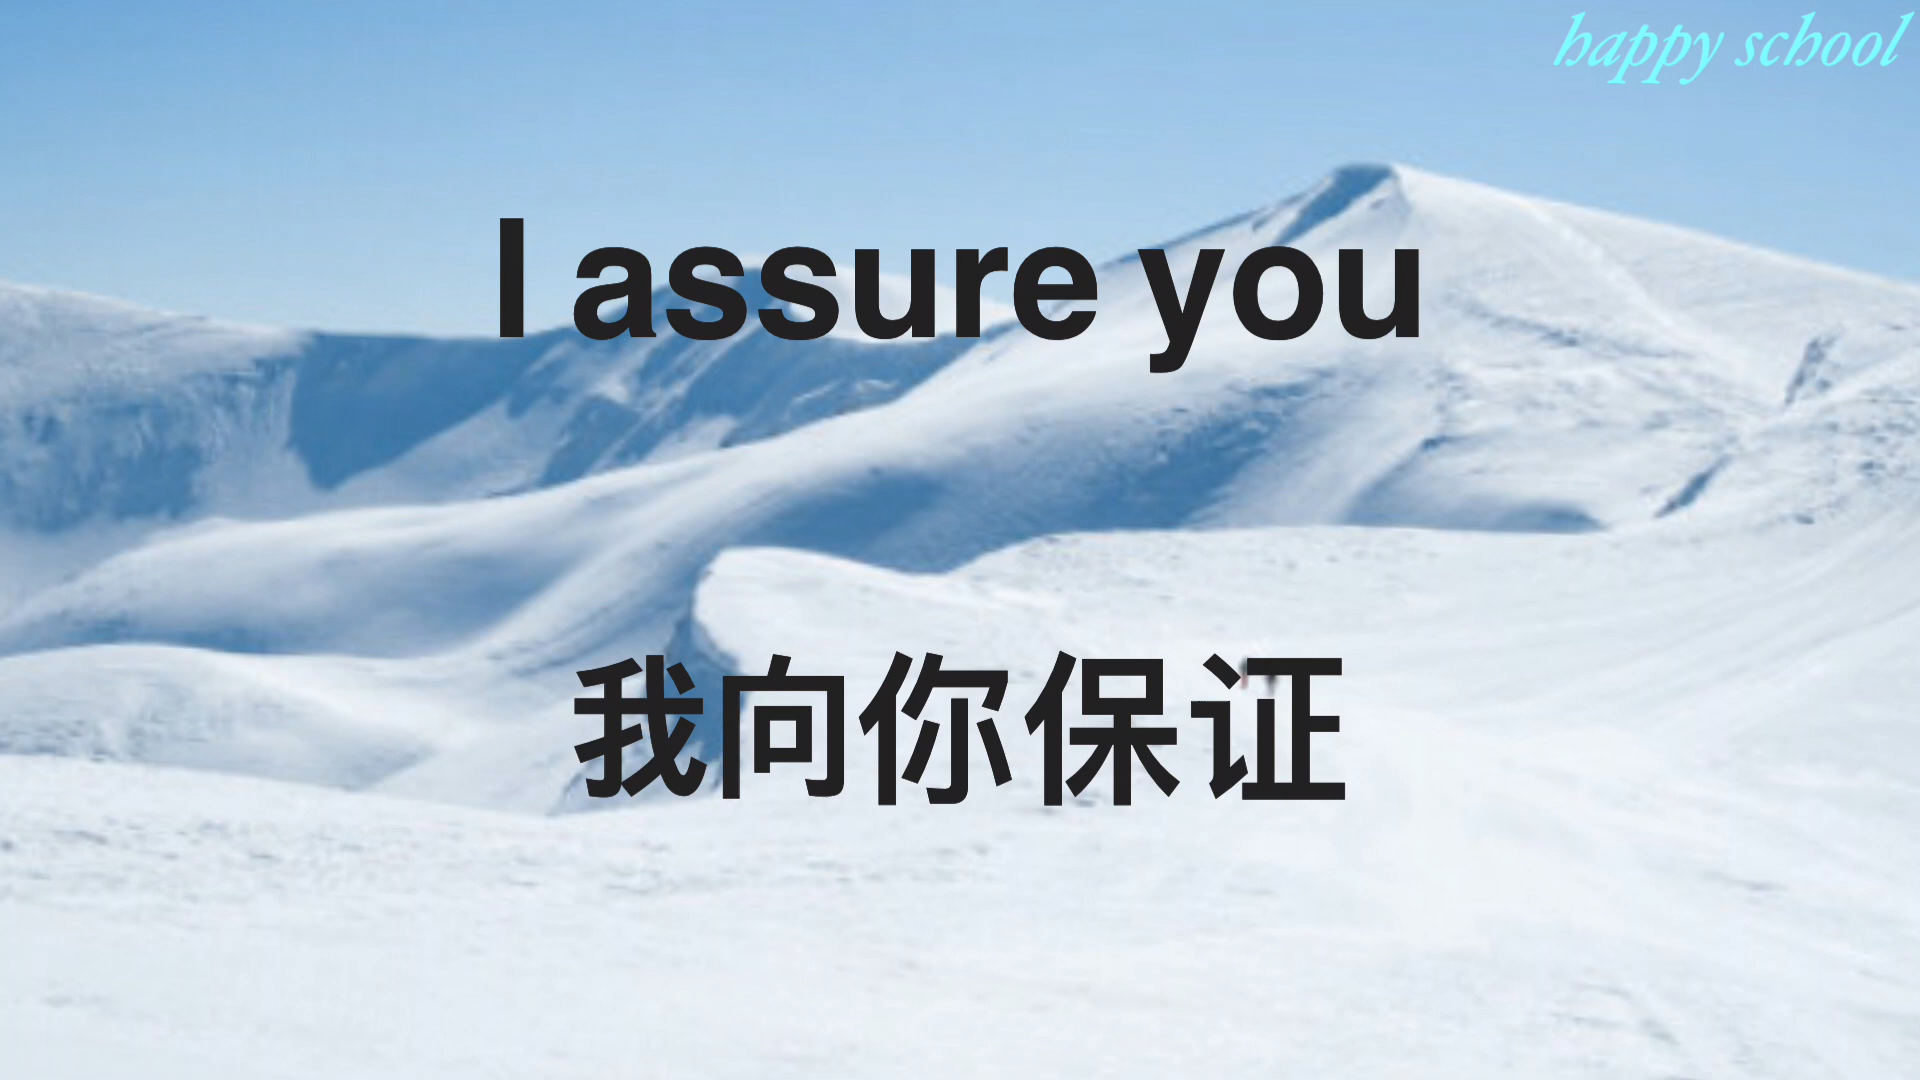 happy school
I assure you
我向你保证